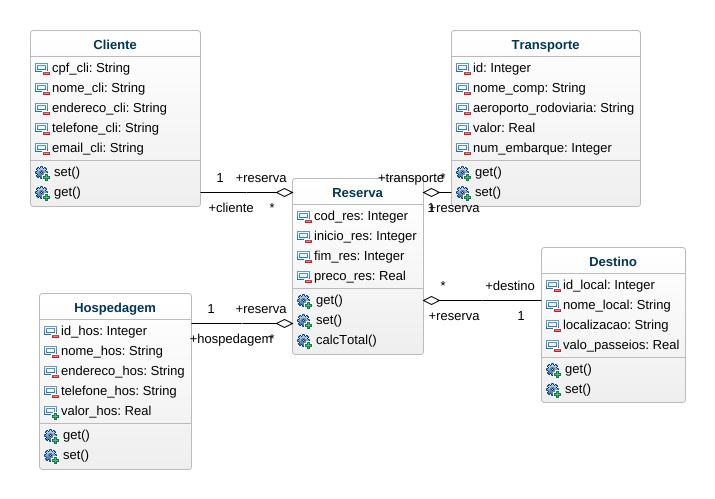 Cliente
cpf_cli: String
nome_cli: String
endereco_cli: String
telefone_cli: String
email_cli: String
set()
get()
Transporte
id: Integer
nome_comp: String
aeroporto_rodoviaria: String
valor: Real
num_embarque: Integer
get()
set()
1 +reserva
+cliente *
+transporte *
1 +reserva
Reserva
cod_res: Integer
inicio_res: Integer
fim_res: Integer
preco_res: Real
get()
set()
calcTotal()
Hospedagem
id_hos: Integer
nome_hos: String
endereco_hos: String
telefone_hos: String
valor_hos: Real
get()
set()
1 +reserva
+hospedagem *
* +destino
+reserva 1
Destino
id_local: Integer
nome_local: String
localizacao: String
valo_passeios: Real
get()
set()